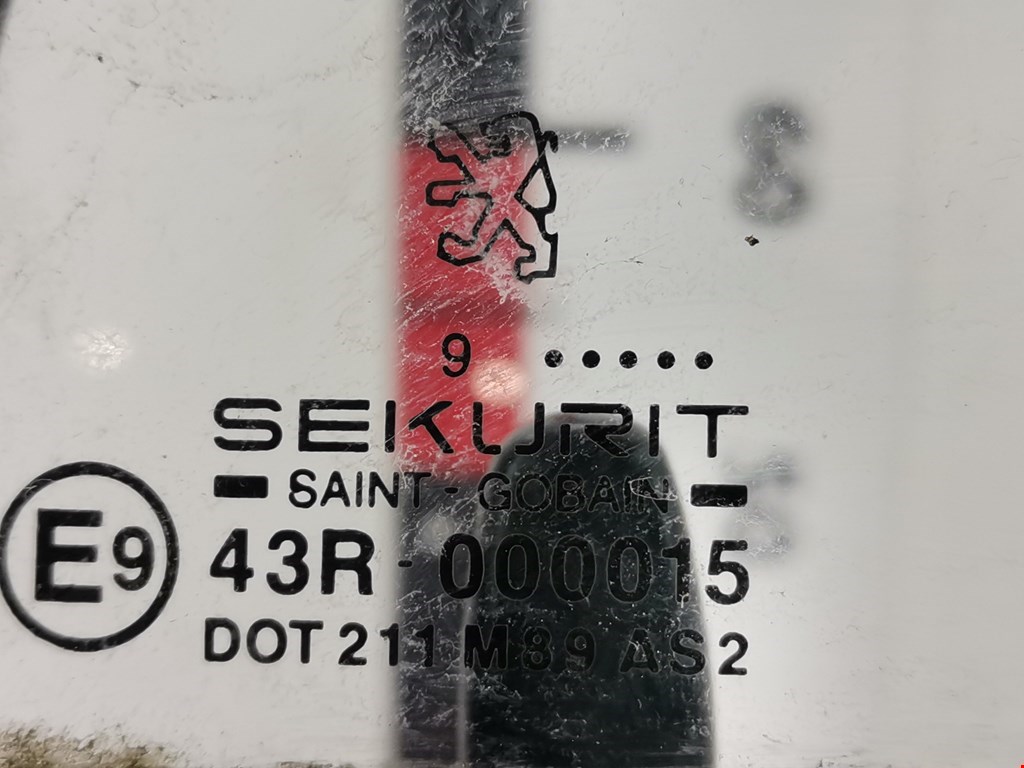 9 •••••
SEKURIT
SAINT-GOBAIN
E9
43R-000015
DOT 211 M89 AS2